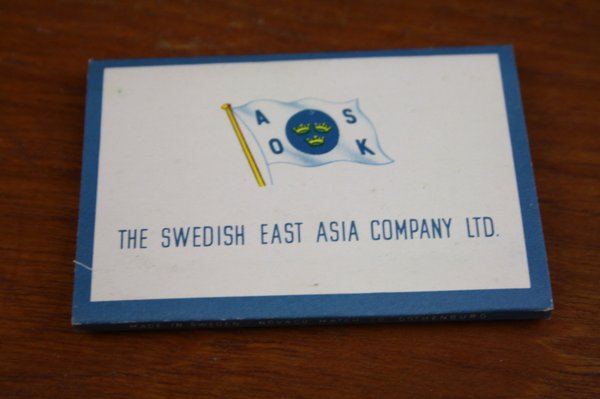 A S
O K
THE SWEDISH EAST ASIA COMPANY LTD.
MADE IN SWEDEN